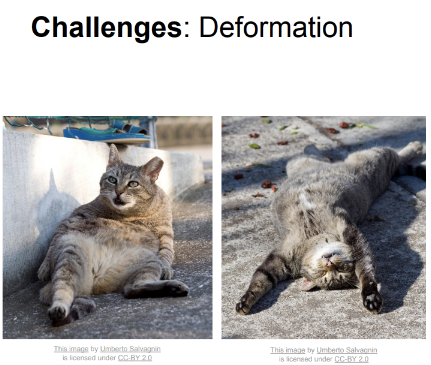 Challenges: Deformation
This image by Umberto Salvagnin
is licensed under CC-BY 2.0
This image by Umberto Salvagnin
is licensed under CC-BY 2.0